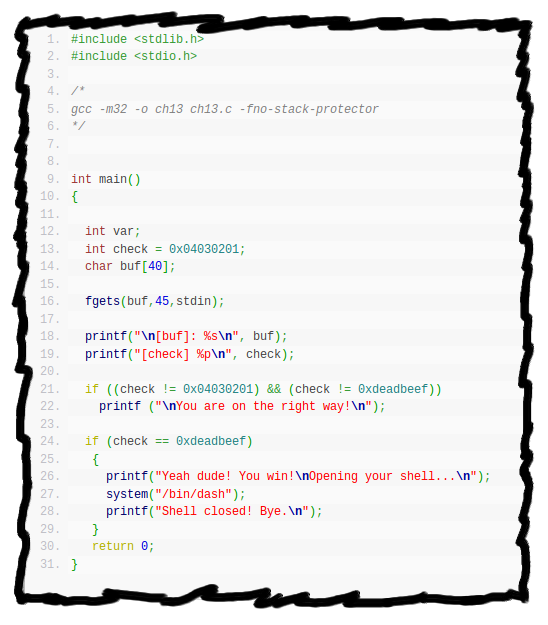 1. #include <stdlib.h>
2. #include <stdio.h>
3.
4. /*
5. gcc -m32 -o ch13 ch13.c -fno-stack-protector
6. */
7.
8.
9. int main()
10. {
11.
12.   int var;
13.   int check = 0x04030201;
14.   char buf[40];
15.
16.   fgets(buf,45,stdin);
17.
18.   printf("\n[buf]: %s\n", buf);
19.   printf("[check] %p\n", check);
20.
21.   if ((check != 0x04030201) && (check != 0xdeadbeef))
22.     printf ("\nYou are on the right way!\n");
23.
24.   if (check == 0xdeadbeef)
25.    {
26.      printf("Yeah dude! You win!\nOpening your shell...\n");
27.      system("/bin/dash");
28.      printf("Shell closed! Bye.\n");
29.    }
30.    return 0;
31. }